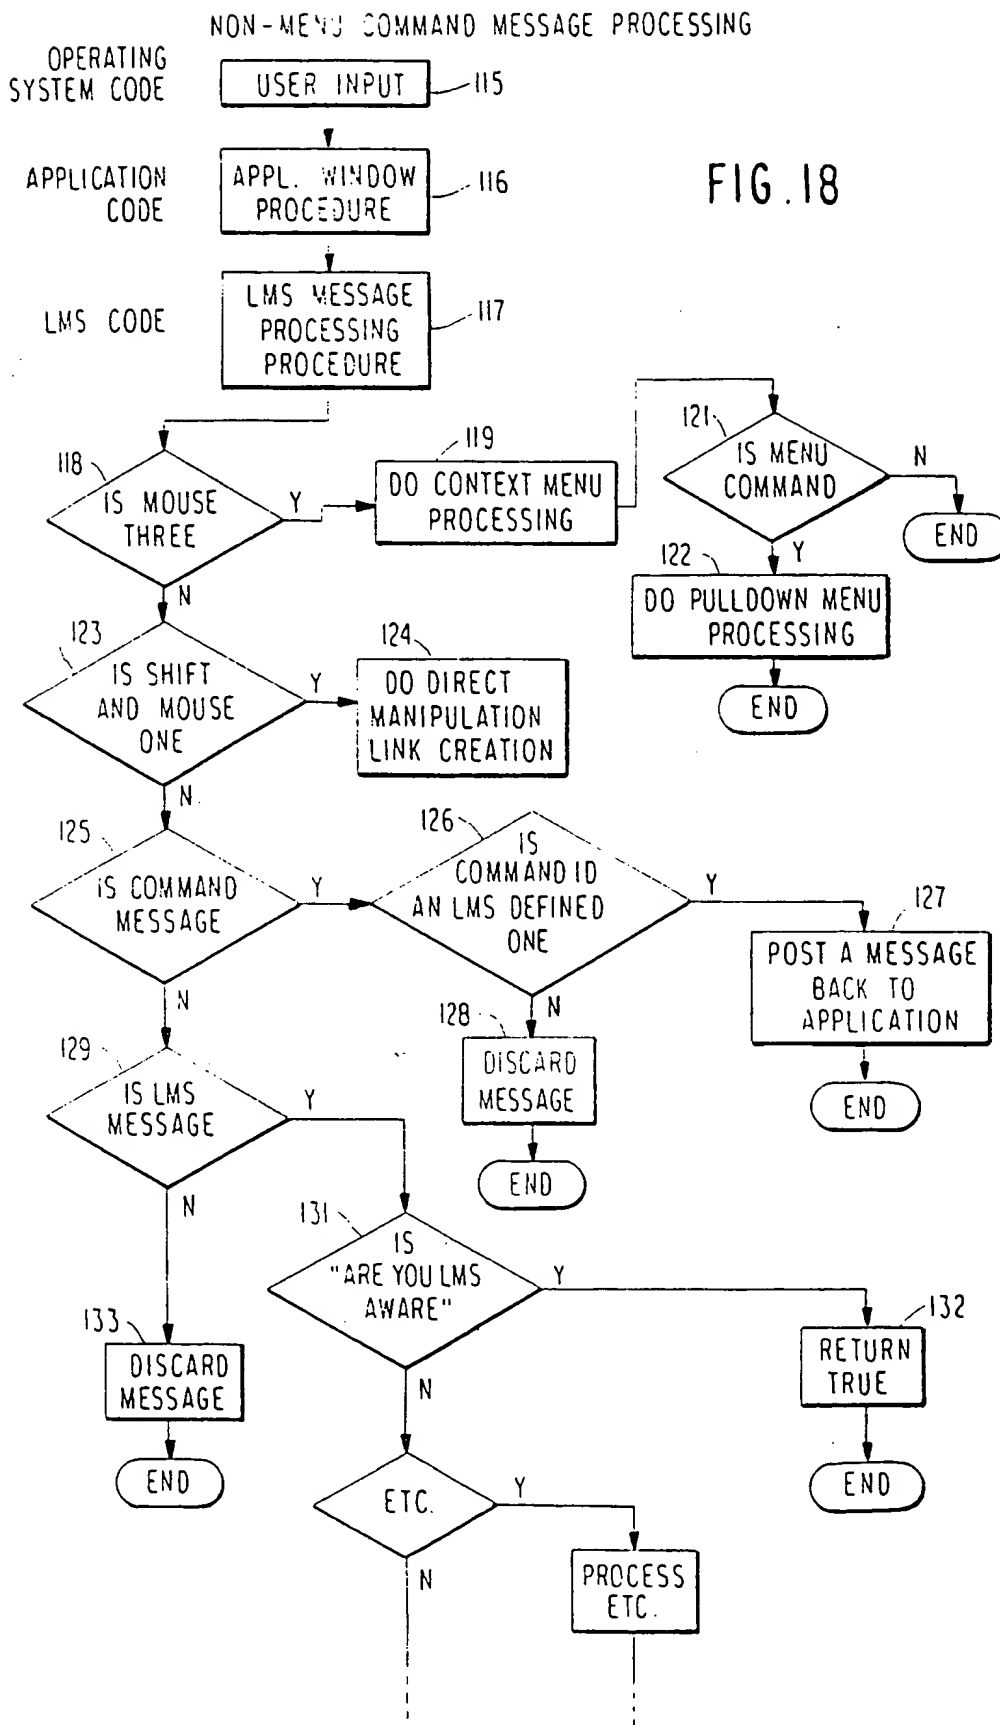 NON-MENU COMMAND MESSAGE PROCESSING
OPERATING
SYSTEM CODE
USER INPUT
115
APPLICATION
CODE
APPL. WINDOW
PROCEDURE
116
FIG.18
LMS CODE
LMS MESSAGE
PROCESSING
PROCEDURE
117
118
IS MOUSE
THREE
Y
N
119
DO CONTEXT MENU
PROCESSING
121
IS MENU
COMMAND
N
END
Y
122
DO PULLDOWN MENU
PROCESSING
END
123
IS SHIFT
AND MOUSE
ONE
Y
N
124
DO DIRECT
MANIPULATION
LINK CREATION
125
IS COMMAND
MESSAGE
Y
N
126
IS
COMMAND ID
AN LMS DEFINED
ONE
Y
N
127
POST A MESSAGE
BACK TO
APPLICATION
END
128
DISCARD
MESSAGE
END
129
IS LMS
MESSAGE
Y
N
131
IS
"ARE YOU LMS
AWARE"
Y
N
132
RETURN
TRUE
END
133
DISCARD
MESSAGE
END
ETC.
Y
N
PROCESS
ETC.